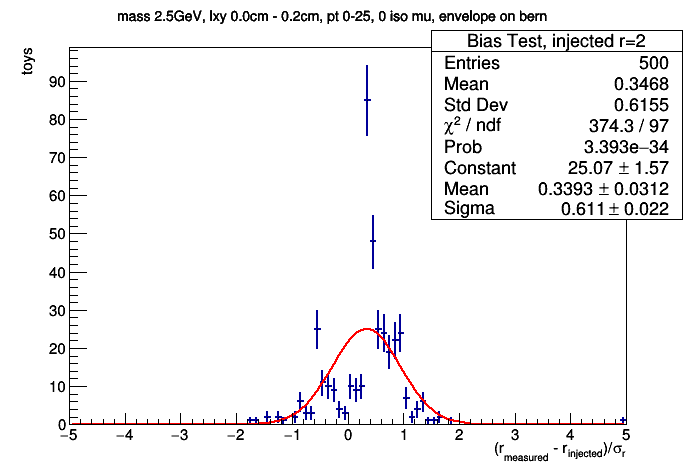 mass 2.5GeV, lxy 0.0cm - 0.2cm, pt 0-25, 0 iso mu, envelope on bern
toys
Bias Test, injected r=2
Entries 500
Mean 0.3468
Std Dev 0.6155
χ² / ndf 374.3 / 97
Prob 3.393e−34
Constant 25.07 ± 1.57
Mean 0.3393 ± 0.0312
Sigma 0.611 ± 0.022
90
80
70
60
50
40
30
20
10
0
−5 −4 −3 −2 −1 0 1 2 3 4 5
(r_measured - r_injected)/σ_r